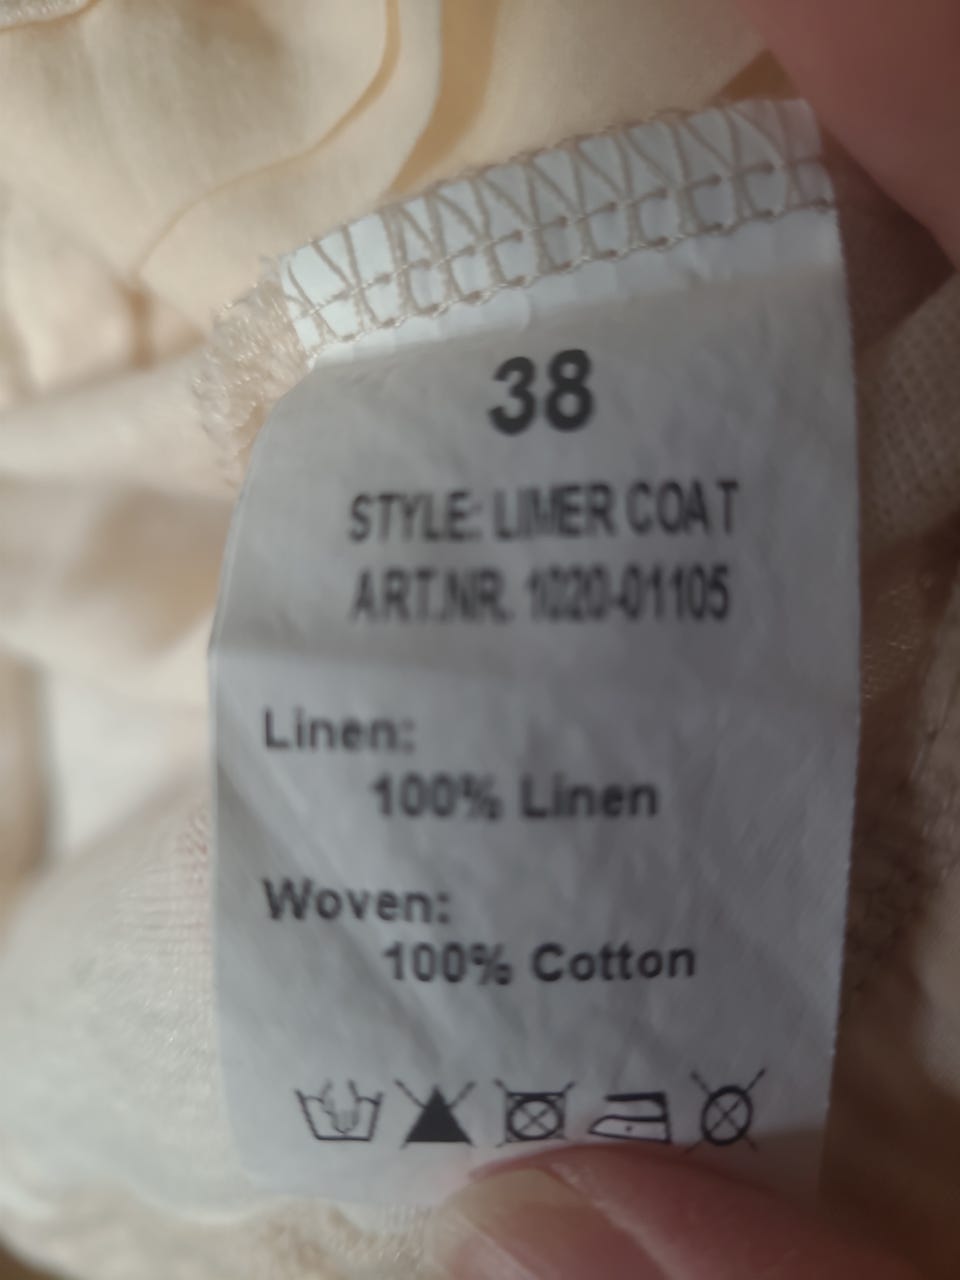 38
STYLE: LIMER COAT
ART.NR. 1020-01105
Linen:
100% Linen
Woven:
100% Cotton